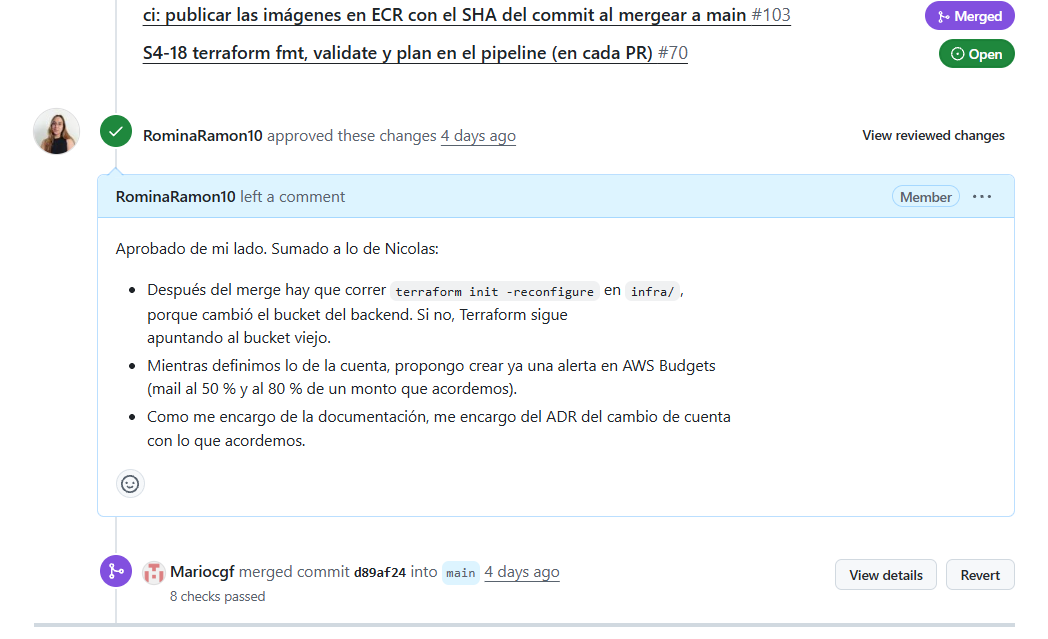 ci: publicar las imágenes en ECR con el SHA del commit al mergear a main #103
Merged
S4-18 terraform fmt, validate y plan en el pipeline (en cada PR) #70
Open
RominaRamon10 approved these changes 4 days ago
View reviewed changes
RominaRamon10 left a comment
Member
Aprobado de mi lado. Sumado a lo de Nicolas:
Después del merge hay que correr terraform init -reconfigure en infra/,
porque cambió el bucket del backend. Si no, Terraform sigue
apuntando al bucket viejo.
Mientras definimos lo de la cuenta, propongo crear ya una alerta en AWS Budgets
(mail al 50 % y al 80 % de un monto que acordemos).
Como me encargo de la documentación, me encargo del ADR del cambio de cuenta
con lo que acordemos.
Mariocgf merged commit d89af24 into main 4 days ago
View details
Revert
8 checks passed